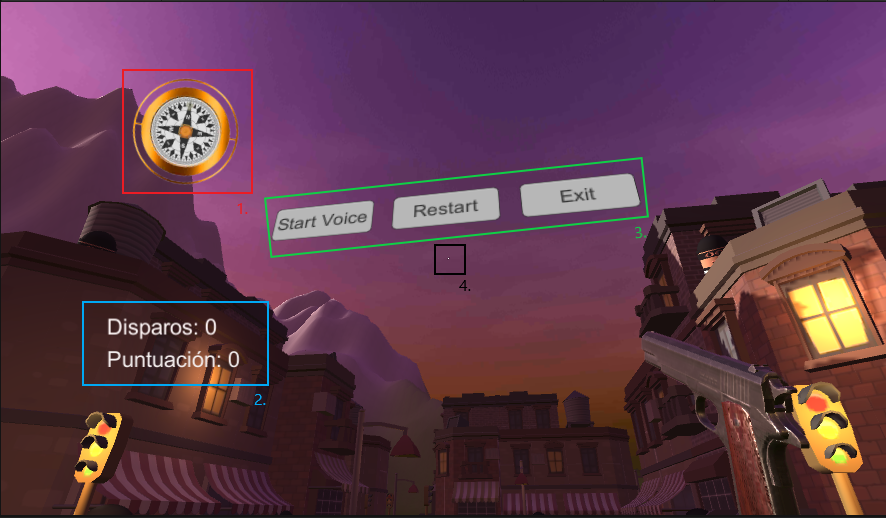 1.
Start Voice
Restart
Exit
3.
4.
Disparos: 0
Puntuación: 0
2.